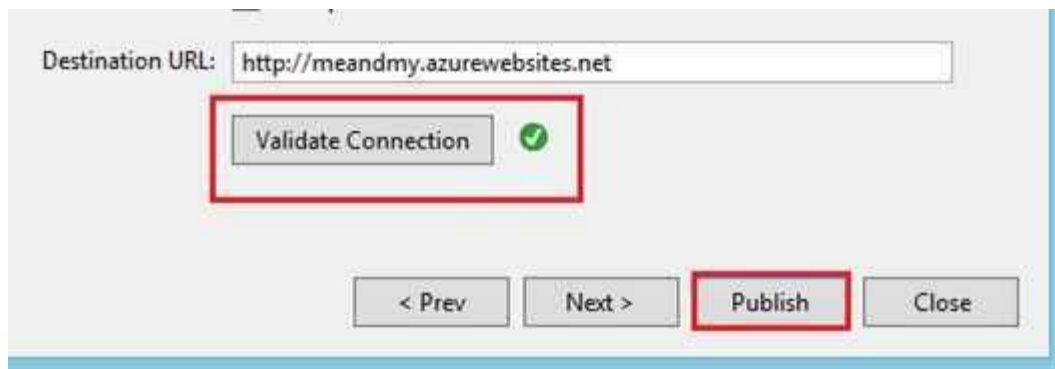 Destination URL: http://meandmy.azurewebsites.net
Validate Connection
< Prev Next > Publish Close